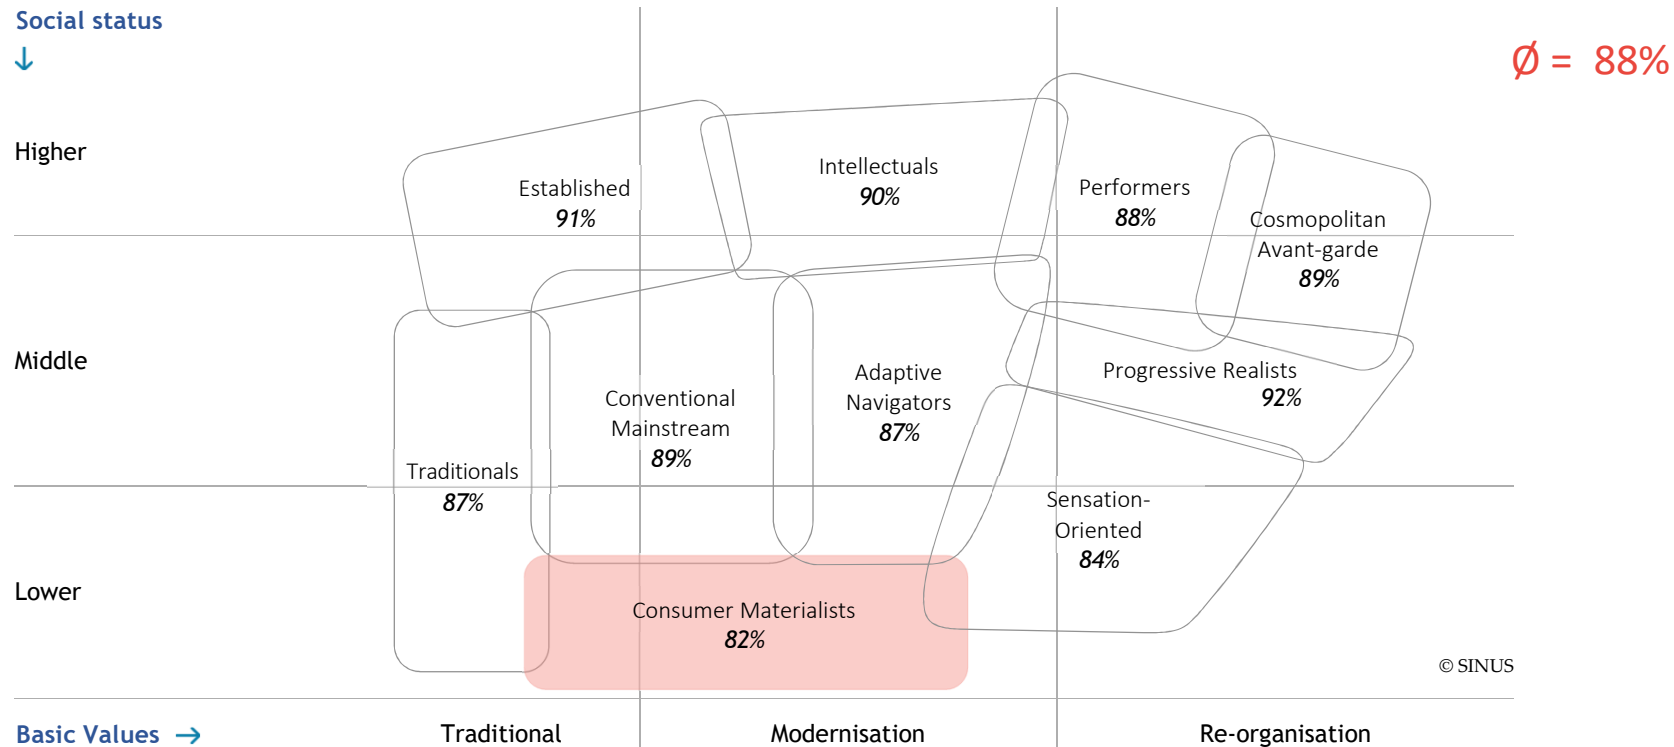 Social status
↓
Ø = 88%
Higher
Established
91%
Intellectuals
90%
Performers
88%
Cosmopolitan
Avant-garde
89%
Middle
Traditionals
87%
Conventional
Mainstream
89%
Adaptive
Navigators
87%
Progressive Realists
92%
Sensation-
Oriented
84%
Lower
Consumer Materialists
82%
© SINUS
Basic Values →
Traditional
Modernisation
Re-organisation